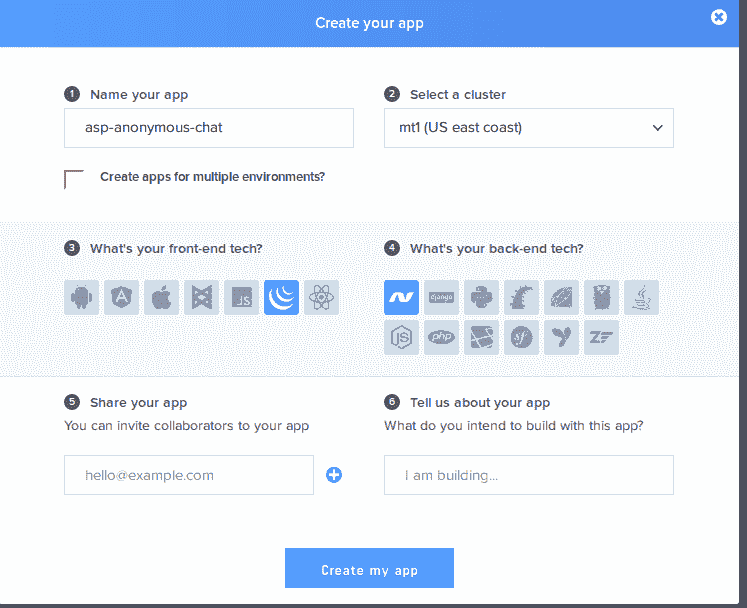 Create your app
1 Name your app
asp-anonymous-chat
2 Select a cluster
mt1 (US east coast)
Create apps for multiple environments?
3 What's your front-end tech?
JS
4 What's your back-end tech?
django
JS
php
sf
ZF
5 Share your app
You can invite collaborators to your app
hello@example.com
6 Tell us about your app
What do you intend to build with this app?
I am building...
Create my app